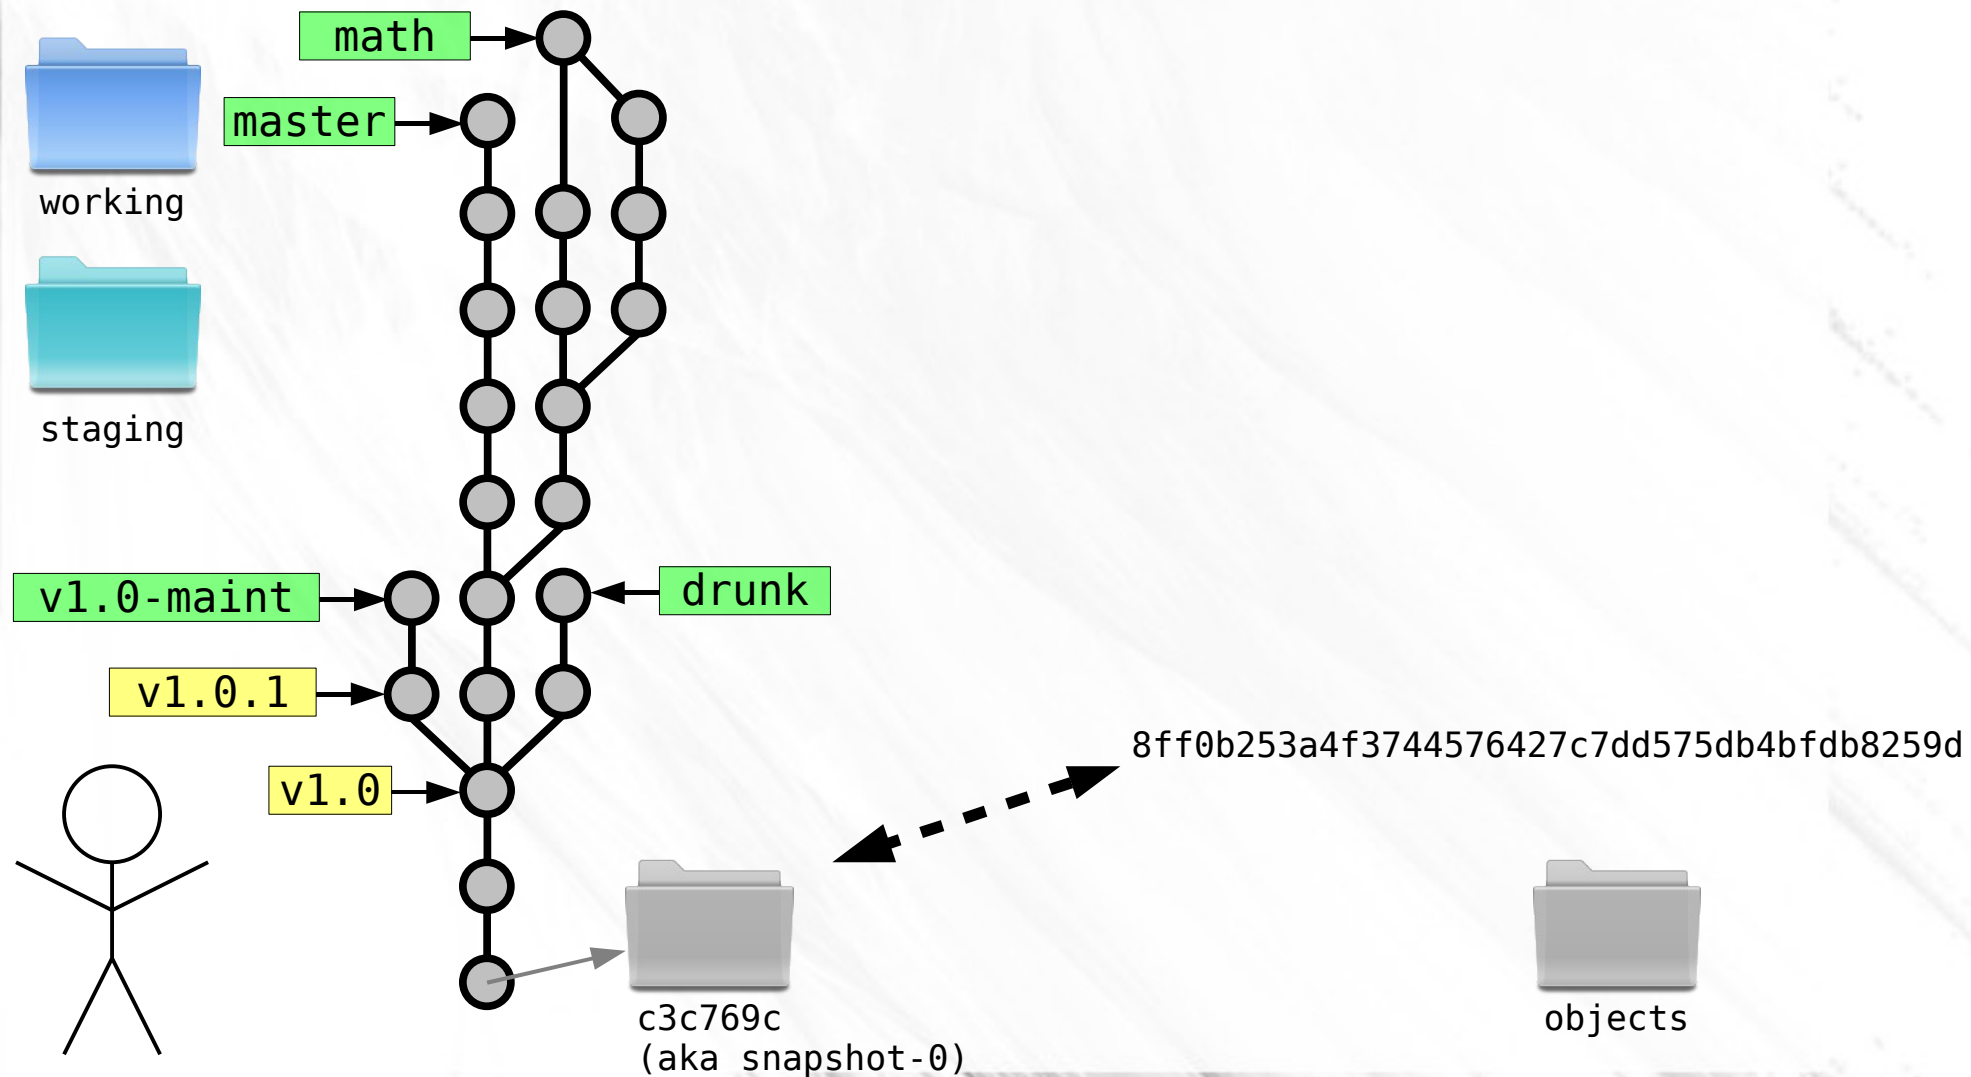 math
master
working
staging
v1.0-maint
drunk
v1.0.1
8ff0b253a4f3744576427c7dd575db4bfdb8259d
v1.0
c3c769c
(aka snapshot-0)
objects